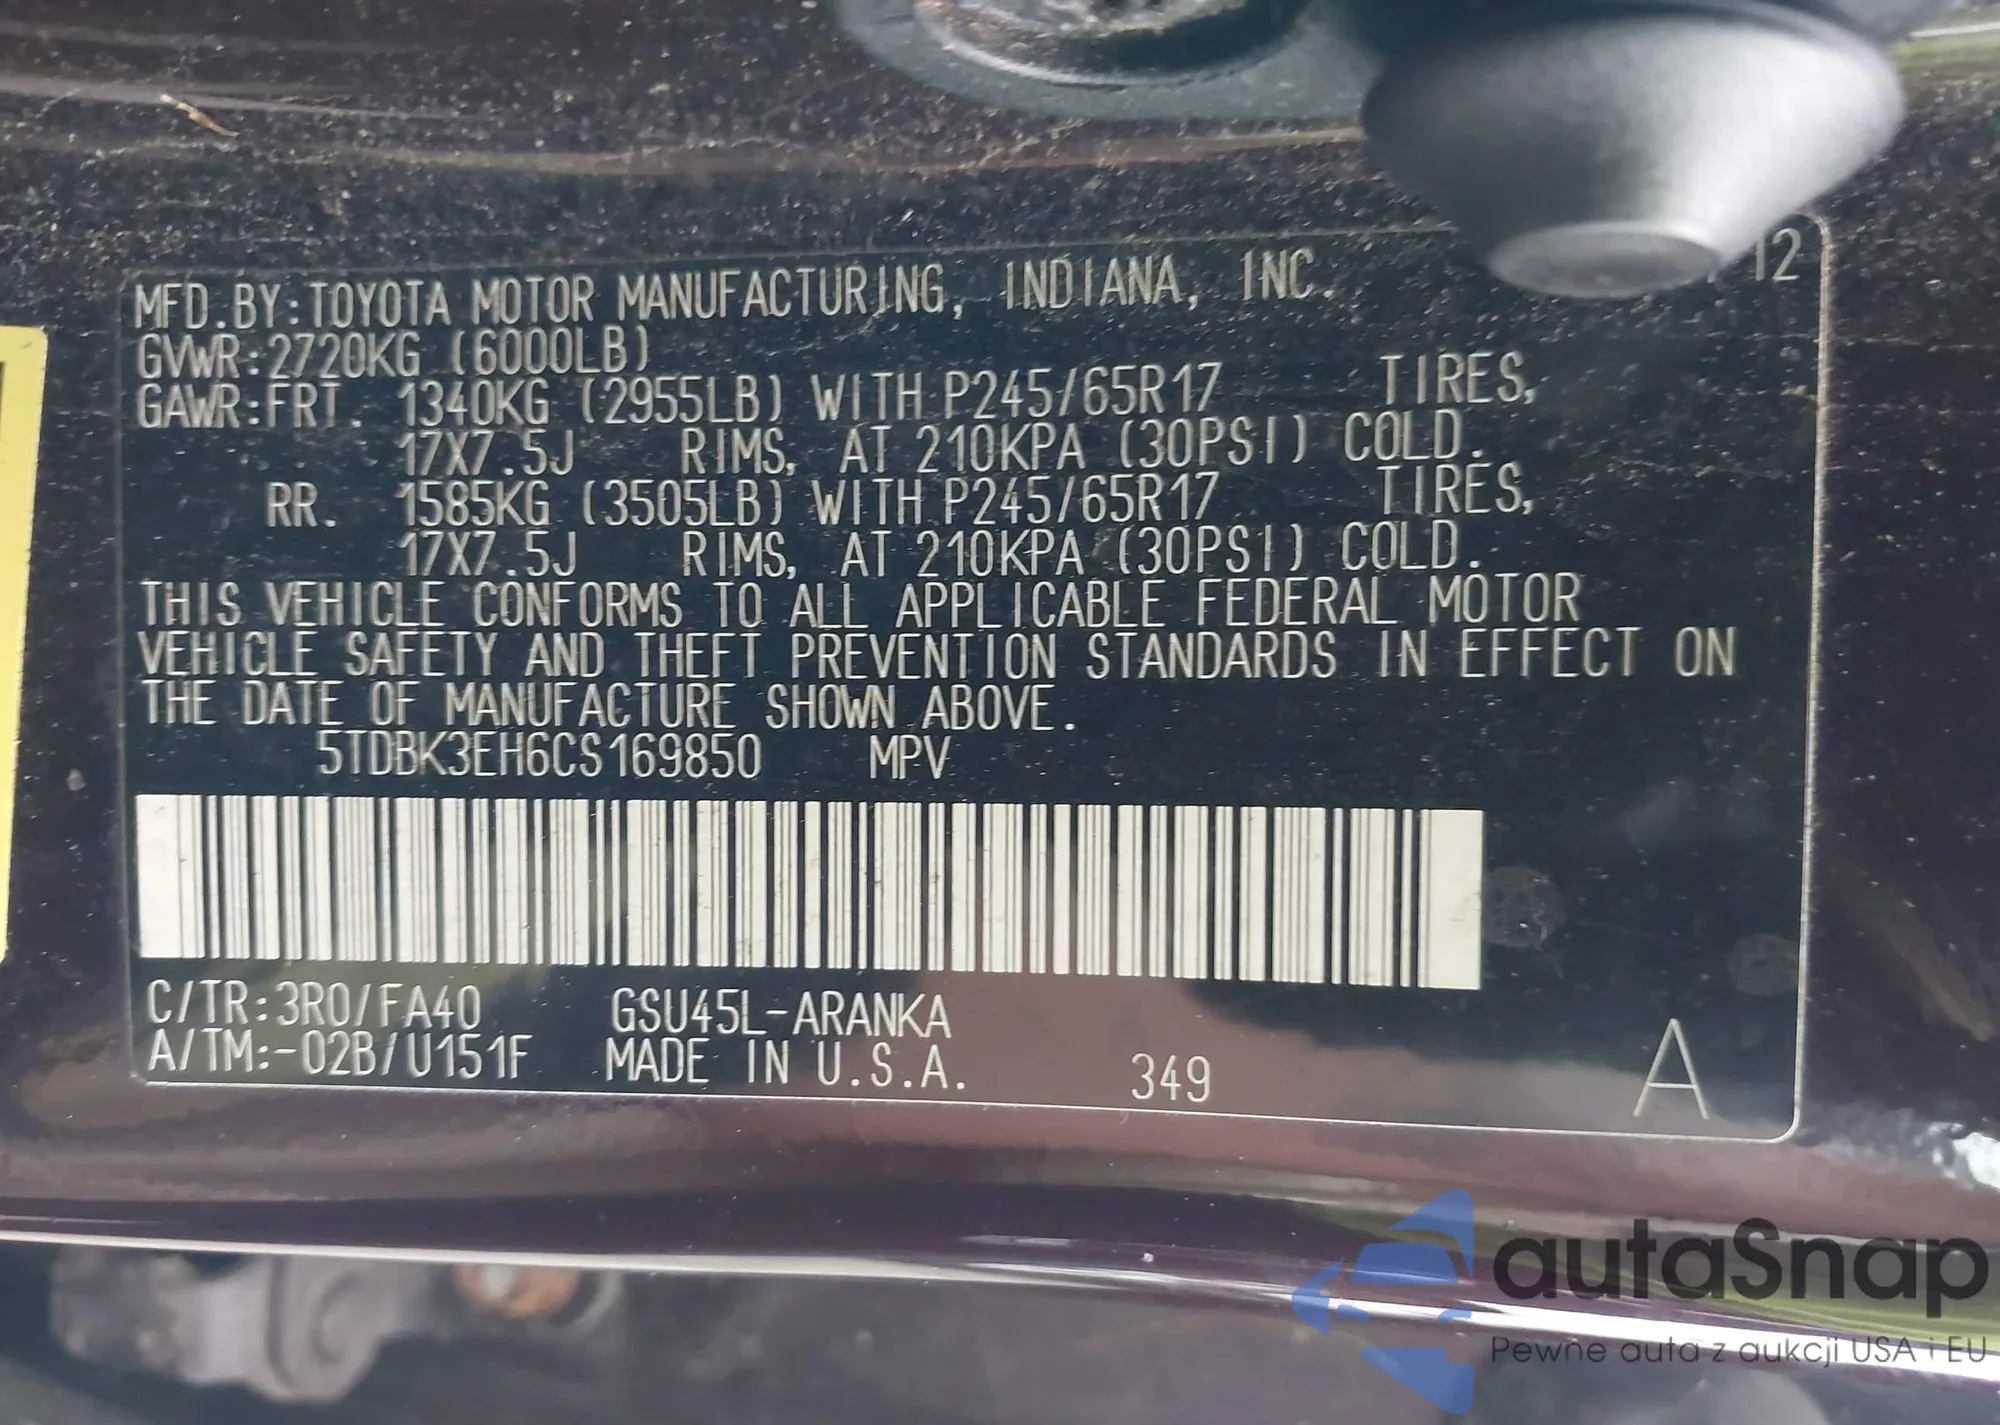 12
MFD.BY:TOYOTA MOTOR MANUFACTURING, INDIANA, INC.
GVWR:2720KG (6000LB)
GAWR:FRT. 1340KG (2955LB) WITH P245/65R17 TIRES,
17X7.5J RIMS, AT 210KPA (30PSI) COLD.
RR. 1585KG (3505LB) WITH P245/65R17 TIRES,
17X7.5J RIMS, AT 210KPA (30PSI) COLD.
THIS VEHICLE CONFORMS TO ALL APPLICABLE FEDERAL MOTOR
VEHICLE SAFETY AND THEFT PREVENTION STANDARDS IN EFFECT ON
THE DATE OF MANUFACTURE SHOWN ABOVE.
5TDBK3EH6CS169850 MPV
C/TR:3R0/FA40 GSU45L-ARANKA
A/TM:-02B/U151F MADE IN U.S.A. 349 A
autaSnap
Pewne auta z aukcji USA i EU